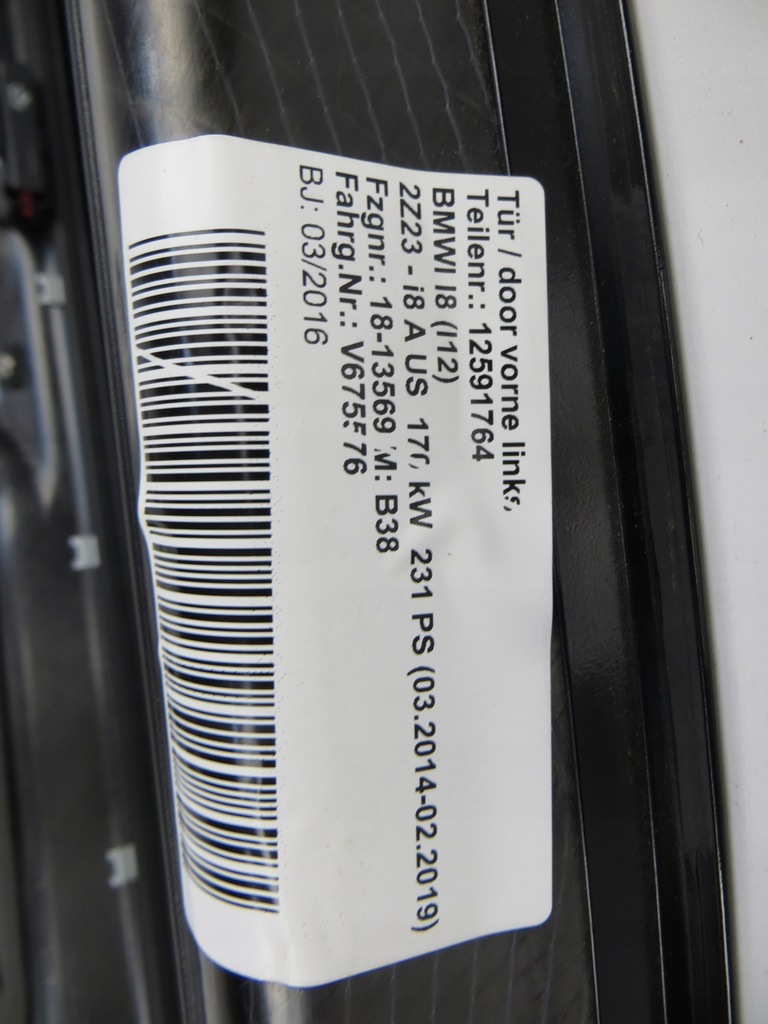 Tür / door vorne links,
Teilenr.: 12591764
BMWI I8 (I12)
2Z23 - i8 A US 170 kW 231 PS (03.2014-02.2019)
Fzgnr.: 18-13569 M: B38
Fahrg.Nr.: V675576
BJ: 03/2016